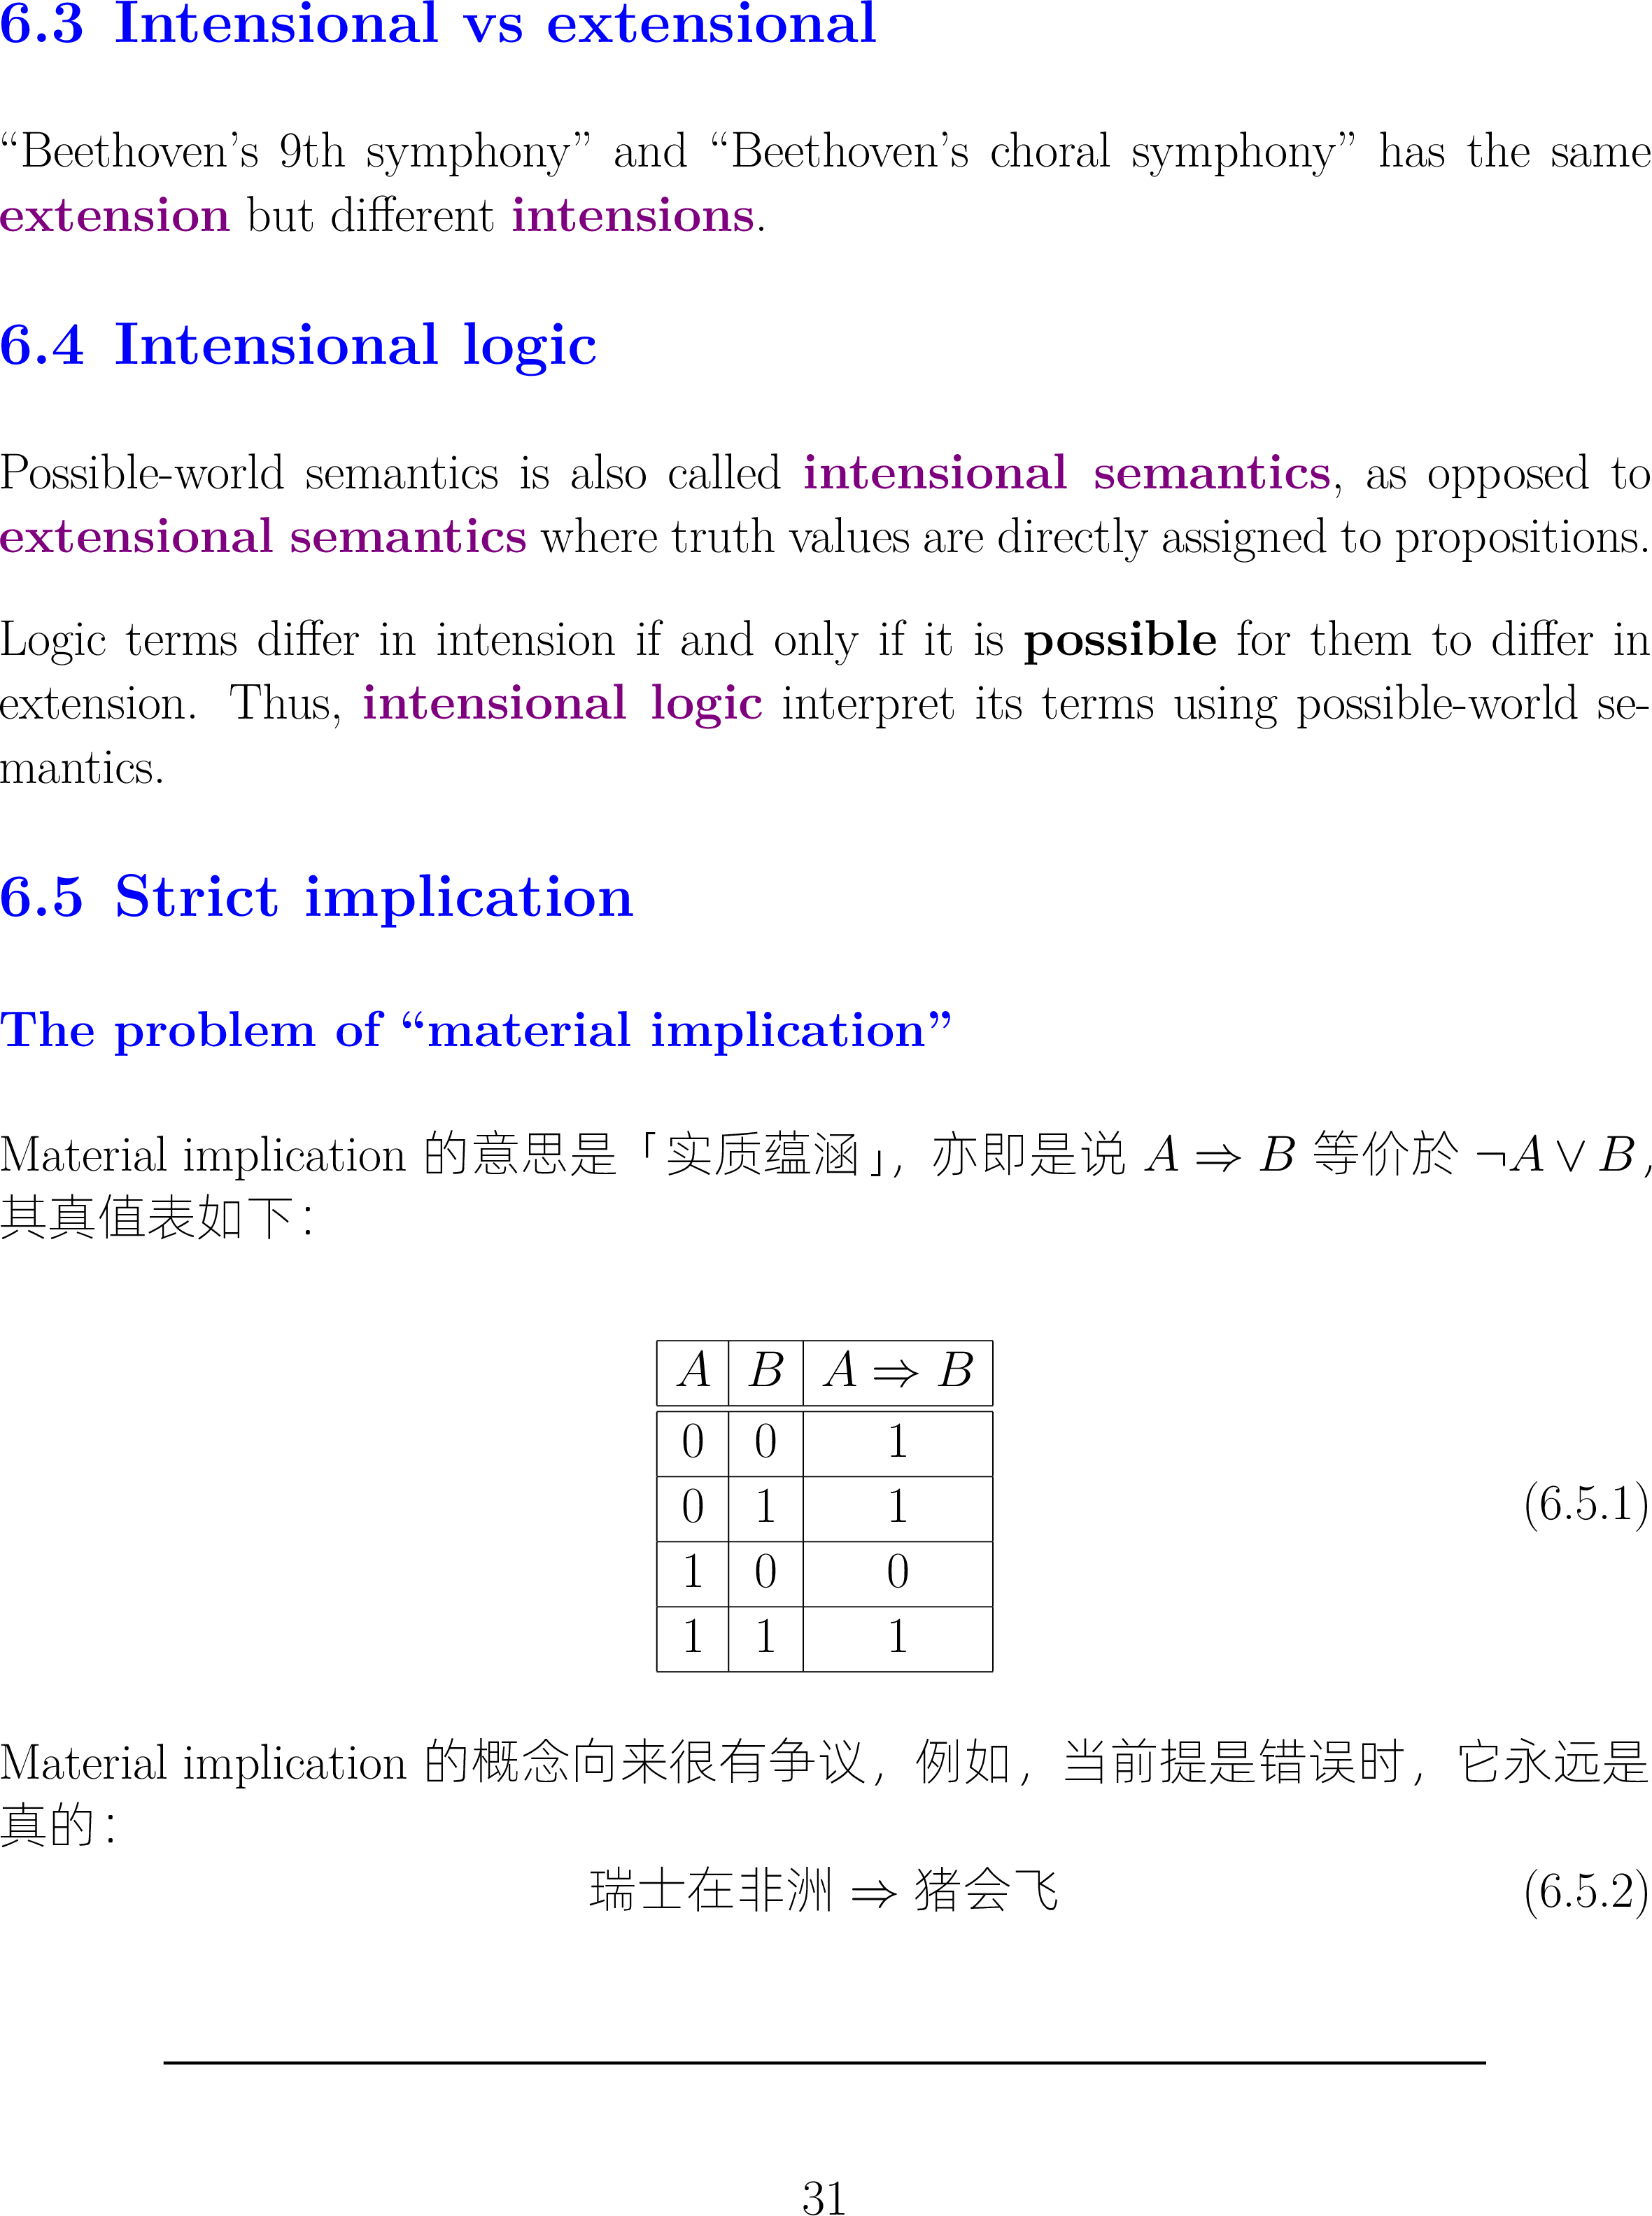 6.3 Intensional vs extensional
“Beethoven’s 9th symphony” and “Beethoven’s choral symphony” has the same
extension but different intensions.
6.4 Intensional logic
Possible-world semantics is also called intensional semantics, as opposed to
extensional semantics where truth values are directly assigned to propositions.
Logic terms differ in intension if and only if it is possible for them to differ in
extension. Thus, intensional logic interpret its terms using possible-world se-
mantics.
6.5 Strict implication
The problem of “material implication”
Material implication 的意思是「实质蕴涵」，亦即是说 A ⇒ B 等价於 ¬A ∨ B，
其真值表如下：
A B A ⇒ B
0 0 1
0 1 1
1 0 0
1 1 1
(6.5.1)
Material implication 的概念向来很有争议，例如，当前提是错误时，它永远是
真的：
瑞士在非洲 ⇒ 猪会飞 (6.5.2)
31